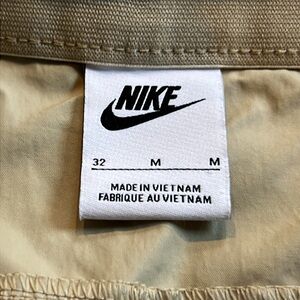 NIKE
32 M M
MADE IN VIETNAM
FABRIQUE AU VIETNAM